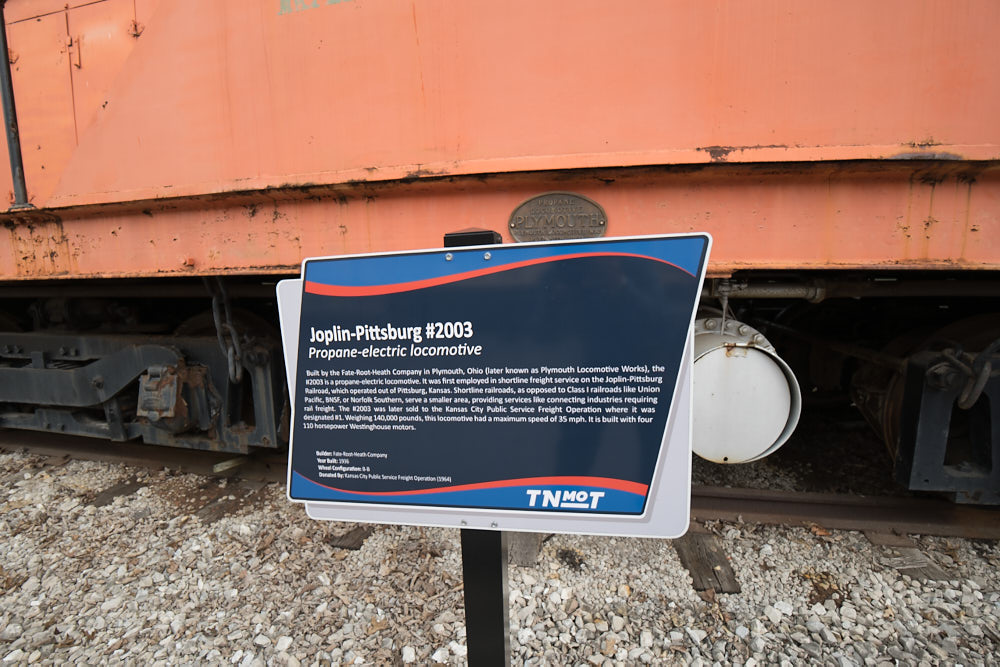 PROPANE
PLYMOUTH
Joplin-Pittsburg #2003
Propane-electric locomotive
Built by the Fate-Root-Heath Company in Plymouth, Ohio (later known as Plymouth Locomotive Works), the
#2003 is a propane-electric locomotive. It was first employed in shortline freight service on the Joplin-Pittsburg
Railroad, which operated out of Pittsburg, Kansas. Shortline railroads, as opposed to Class I railroads like Union
Pacific, BNSF, or Norfolk Southern, serve a smaller area, providing services like connecting industries requiring
rail freight. The #2003 was later sold to the Kansas City Public Service Freight Operation where it was
designated #1. Weighing 140,000 pounds, this locomotive had a maximum speed of 35 mph. It is built with four
110 horsepower Westinghouse motors.
Builder: Fate-Root-Heath Company
Year Built: 1936
Wheel Configuration: B-B
Donated By: Kansas City Public Service Freight Operation (1964)
TNMOT